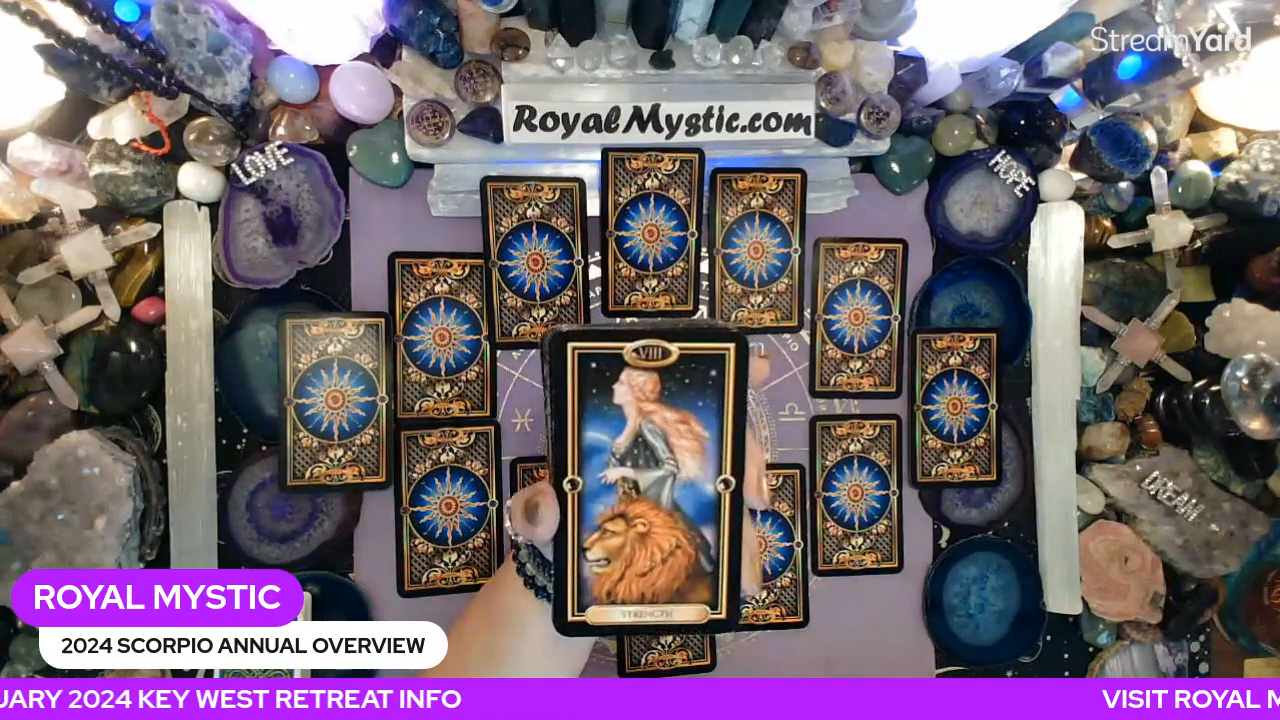 StreamYard
RoyalMystic.com
LOVE
HOPE
VIII
DREAM
STRENGTH
ROYAL MYSTIC
2024 SCORPIO ANNUAL OVERVIEW
UARY 2024 KEY WEST RETREAT INFO
VISIT ROYAL M